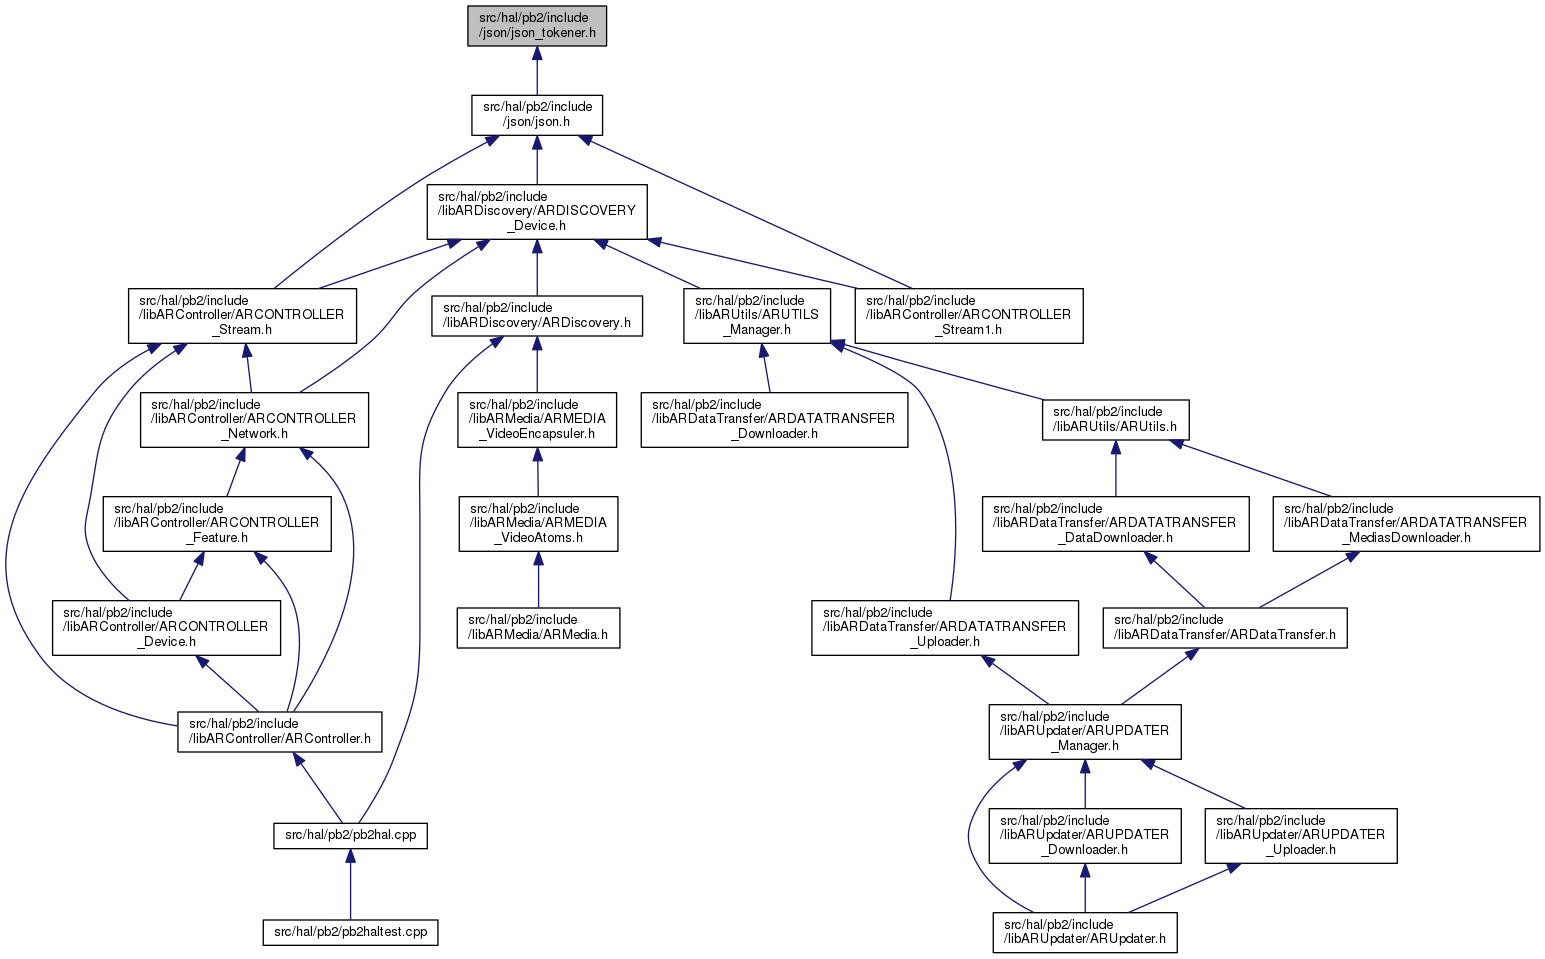 src/hal/pb2/include
/json/json_tokener.h
src/hal/pb2/include
/json/json.h
src/hal/pb2/include
/libARDiscovery/ARDISCOVERY
_Device.h
src/hal/pb2/include
/libARController/ARCONTROLLER
_Stream.h
src/hal/pb2/include
/libARDiscovery/ARDiscovery.h
src/hal/pb2/include
/libARUtils/ARUTILS
_Manager.h
src/hal/pb2/include
/libARController/ARCONTROLLER
_Stream1.h
src/hal/pb2/include
/libARController/ARCONTROLLER
_Network.h
src/hal/pb2/include
/libARMedia/ARMEDIA
_VideoEncapsuler.h
src/hal/pb2/include
/libARDataTransfer/ARDATATRANSFER
_Downloader.h
src/hal/pb2/include
/libARUtils/ARUtils.h
src/hal/pb2/include
/libARController/ARCONTROLLER
_Feature.h
src/hal/pb2/include
/libARMedia/ARMEDIA
_VideoAtoms.h
src/hal/pb2/include
/libARDataTransfer/ARDATATRANSFER
_DataDownloader.h
src/hal/pb2/include
/libARDataTransfer/ARDATATRANSFER
_MediasDownloader.h
src/hal/pb2/include
/libARController/ARCONTROLLER
_Device.h
src/hal/pb2/include
/libARMedia/ARMedia.h
src/hal/pb2/include
/libARDataTransfer/ARDATATRANSFER
_Uploader.h
src/hal/pb2/include
/libARDataTransfer/ARDataTransfer.h
src/hal/pb2/include
/libARController/ARController.h
src/hal/pb2/include
/libARUpdater/ARUPDATER
_Manager.h
src/hal/pb2/pb2hal.cpp
src/hal/pb2/include
/libARUpdater/ARUPDATER
_Downloader.h
src/hal/pb2/include
/libARUpdater/ARUPDATER
_Uploader.h
src/hal/pb2/pb2haltest.cpp
src/hal/pb2/include
/libARUpdater/ARUpdater.h